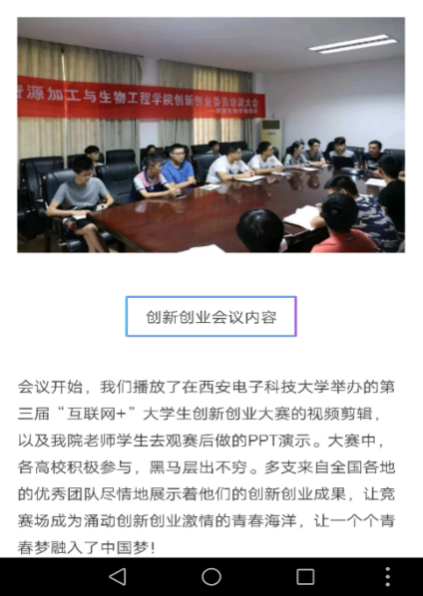 资源加工与生物工程学院创新创业委员培训大会
创新创业会议内容
会议开始，我们播放了在西安电子科技大学举办的第
三届“互联网+”大学生创新创业大赛的视频剪辑，
以及我院老师学生去观赛后做的PPT演示。大赛中，
各高校积极参与，黑马层出不穷。多支来自全国各地
的优秀团队尽情地展示着他们的创新创业成果，让竞
赛场成为涌动创新创业激情的青春海洋，让一个个青
春梦融入了中国梦！